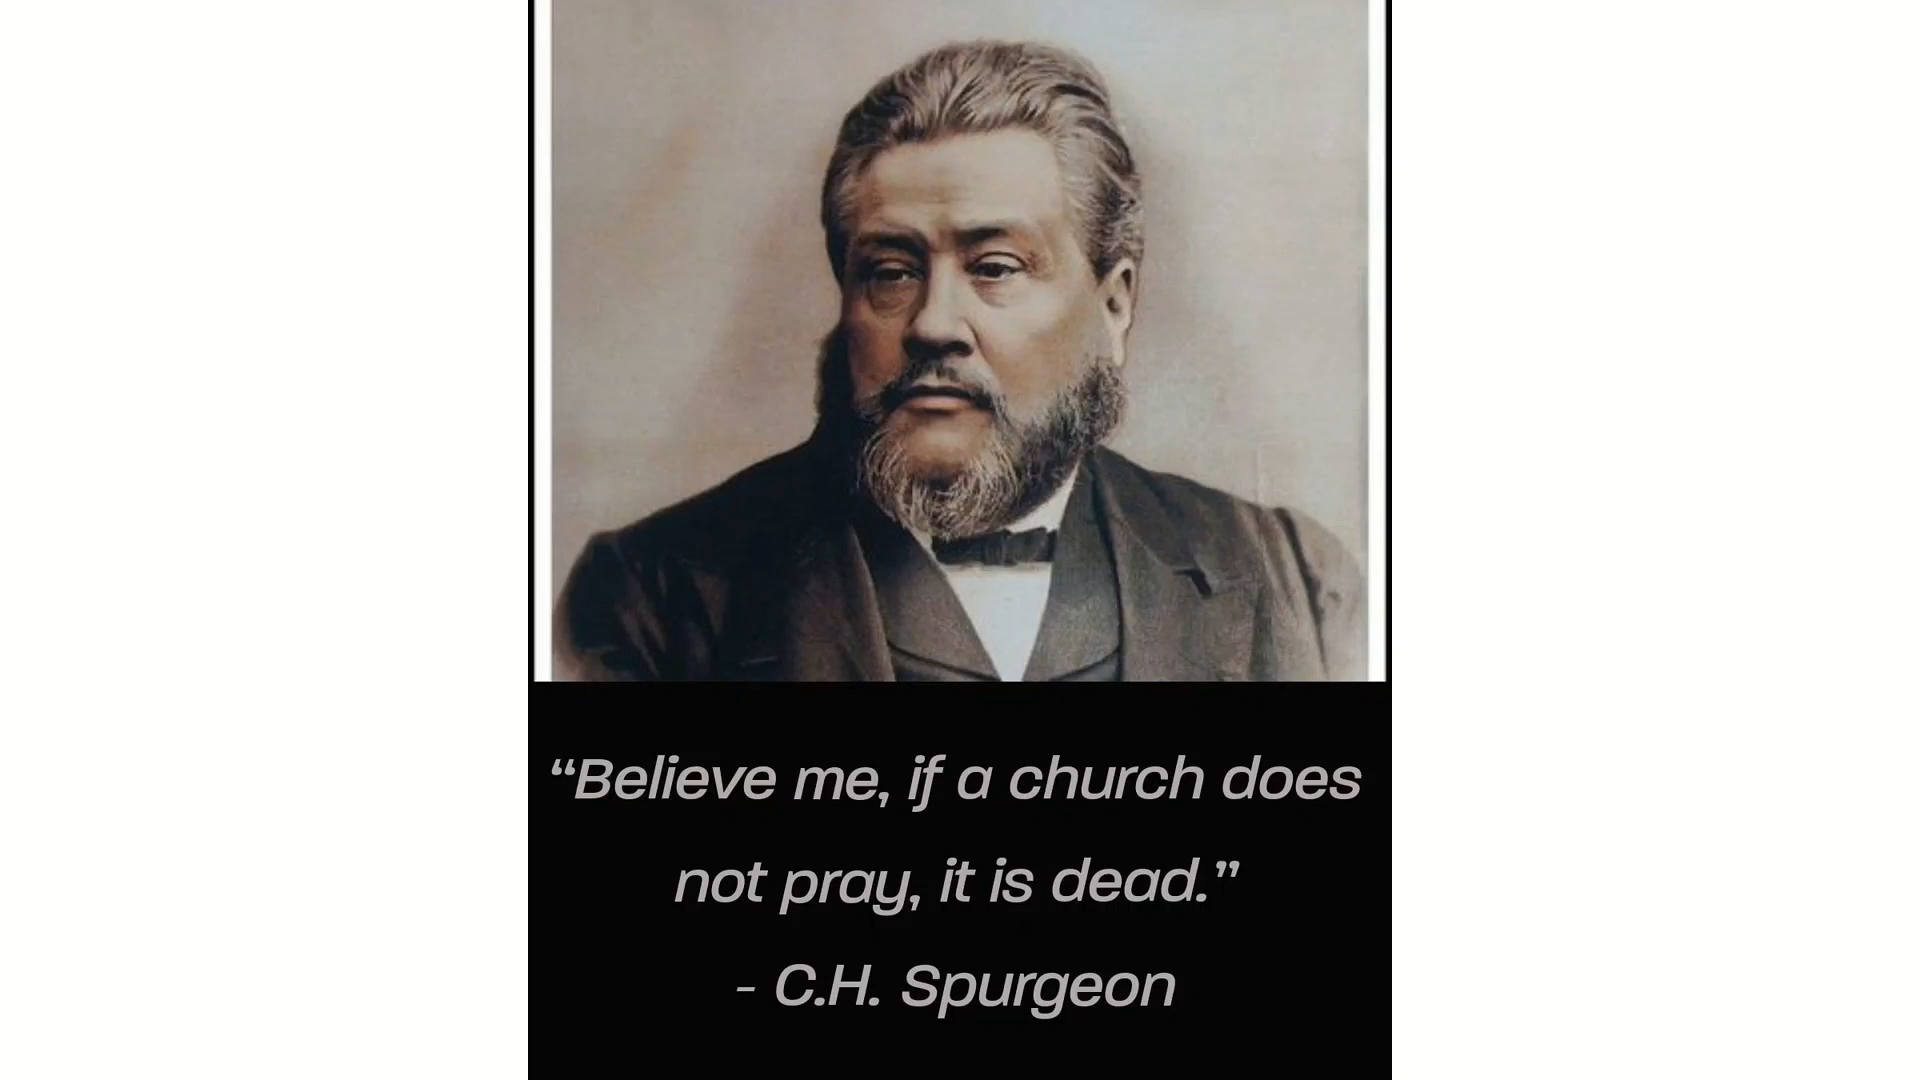 “Believe me, if a church does
not pray, it is dead.”
- C.H. Spurgeon